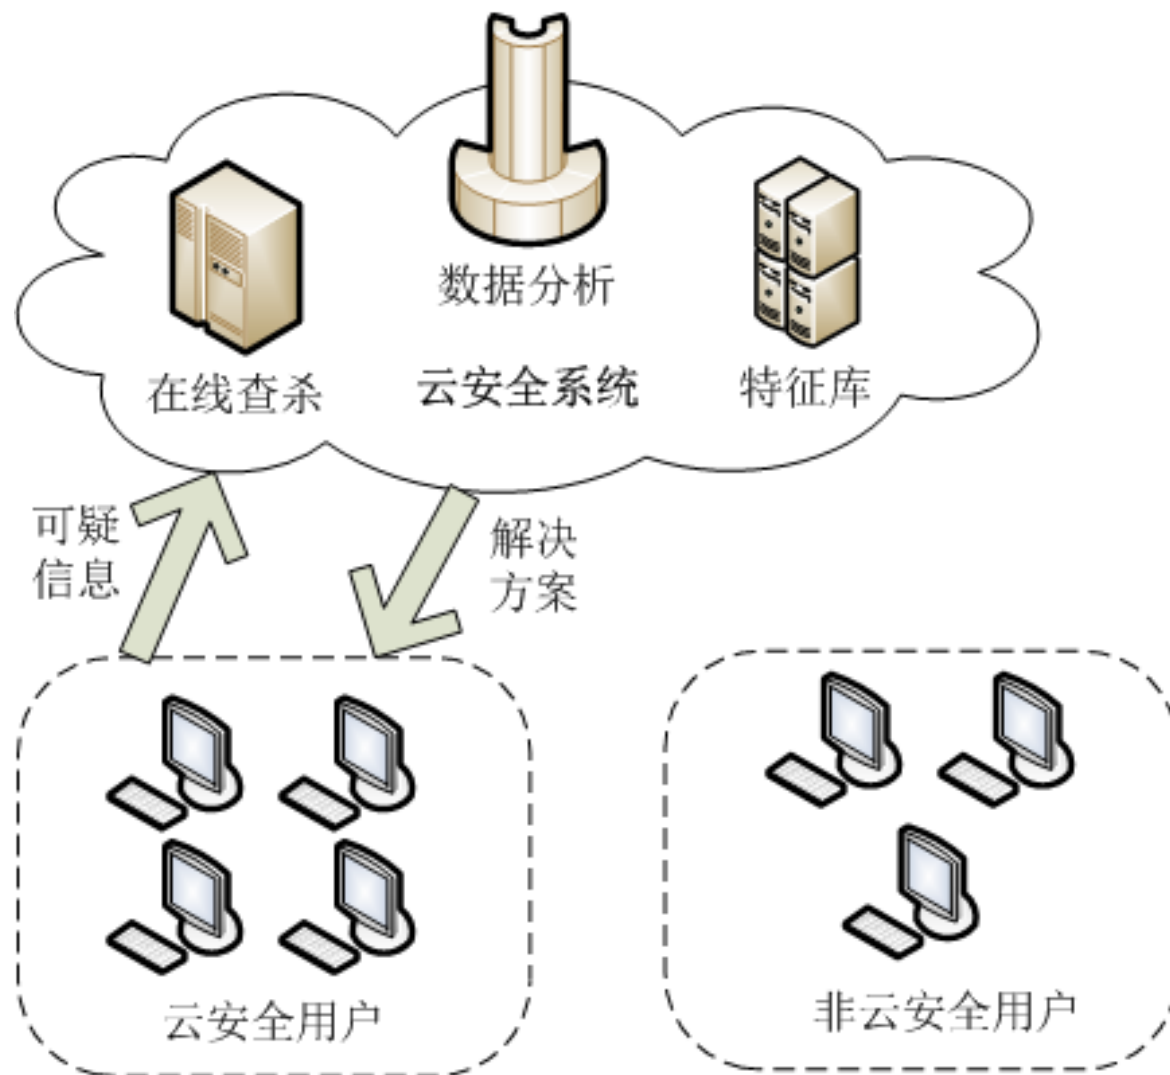 数据分析
在线查杀
云安全系统
特征库
可疑
信息
解决
方案
云安全用户
非云安全用户